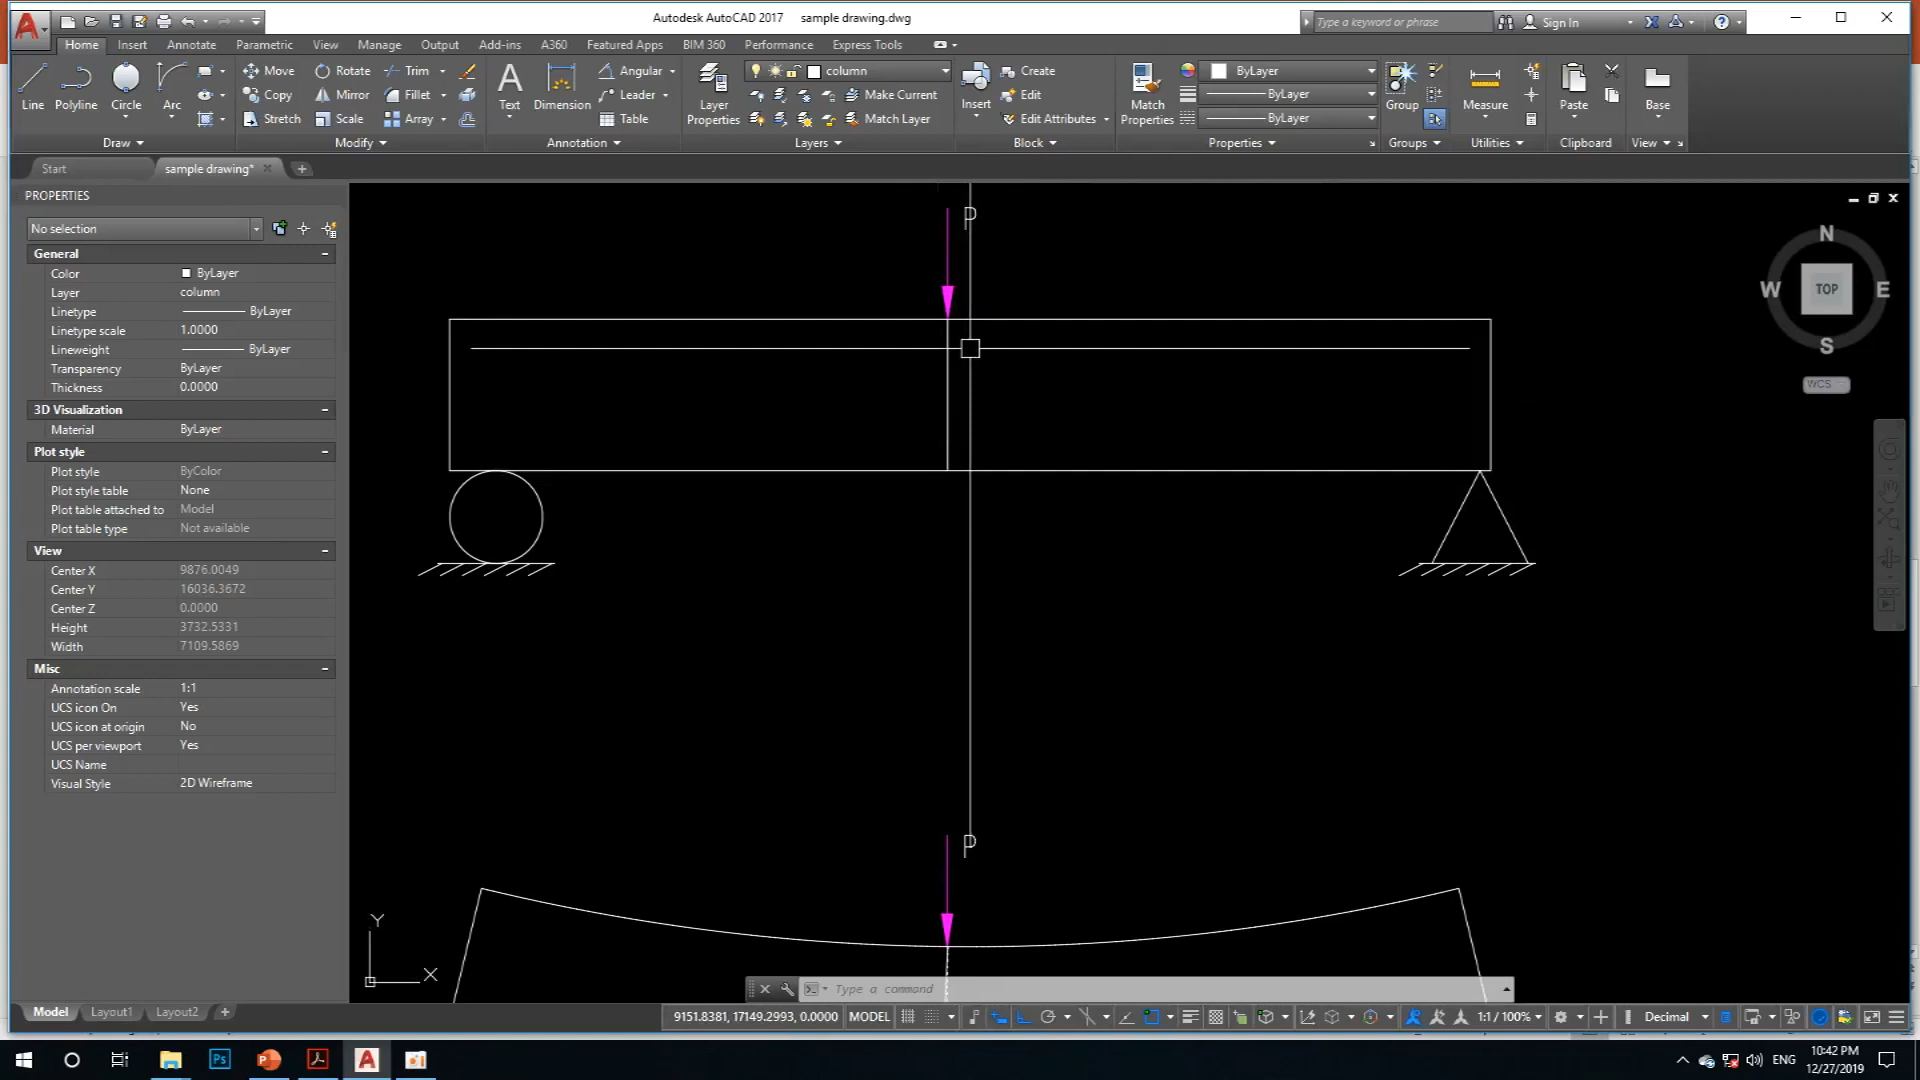 Autodesk AutoCAD 2017 sample drawing.dwg
Type a keyword or phrase
Sign In
Home Insert Annotate Parametric View Manage Output Add-ins A360 Featured Apps BIM 360 Performance Express Tools
Line Polyline Circle Arc
Move Rotate Trim
Copy Mirror Fillet
Stretch Scale Array
Text Dimension
Angular
Leader
Table
Layer Properties
column
Make Current
Match Layer
Insert
Create
Edit
Edit Attributes
Match Properties
ByLayer
ByLayer
ByLayer
Group
Measure
Paste
Base
Draw Modify Annotation Layers Block Properties Groups Utilities Clipboard View
Start sample drawing*
PROPERTIES
No selection
General
Color ByLayer
Layer column
Linetype ByLayer
Linetype scale 1.0000
Lineweight ByLayer
Transparency ByLayer
Thickness 0.0000
3D Visualization
Material ByLayer
Plot style
Plot style ByColor
Plot style table None
Plot table attached to Model
Plot table type Not available
View
Center X 9876.0049
Center Y 16036.3672
Center Z 0.0000
Height 3732.5331
Width 7109.5869
Misc
Annotation scale 1:1
UCS icon On Yes
UCS icon at origin No
UCS per viewport Yes
UCS Name
Visual Style 2D Wireframe
P
N
W TOP E
S
WCS
P
Y
X
Type a command
Model Layout1 Layout2
9151.8381, 17149.2993, 0.0000 MODEL 1:1 / 100% Decimal
Ps
ENG
10:42 PM
12/27/2019